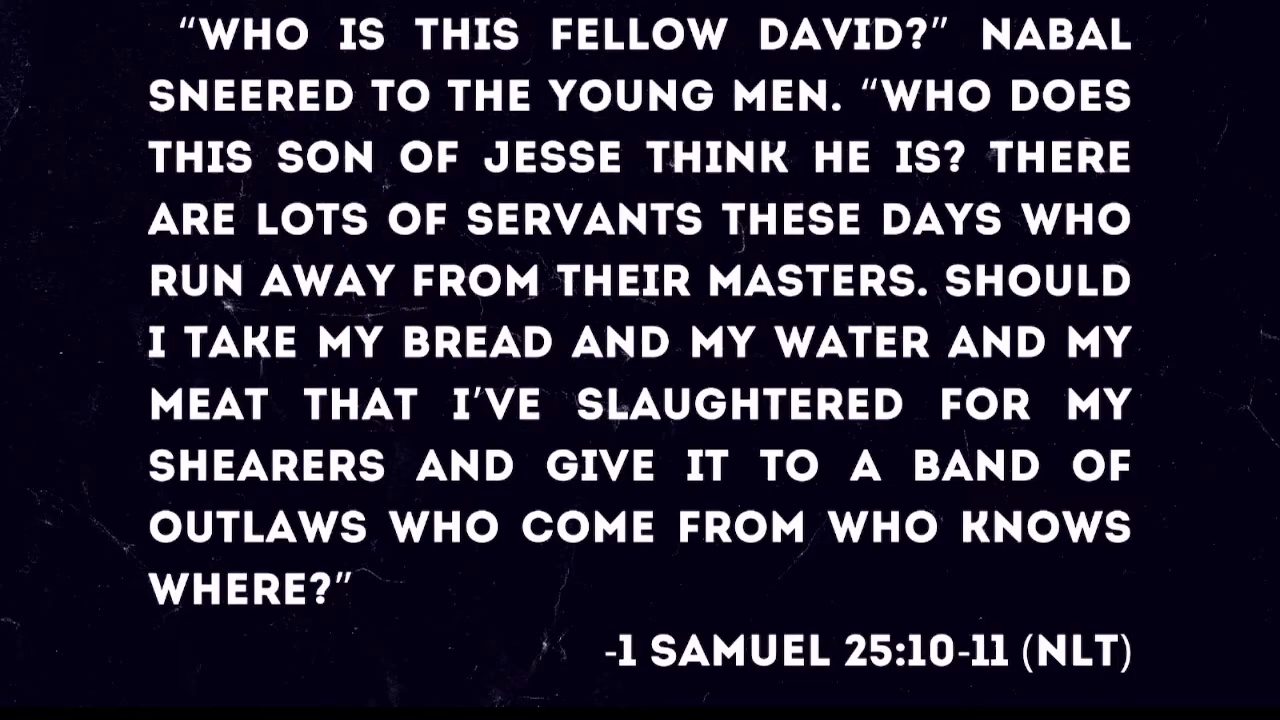 “WHO IS THIS FELLOW DAVID?” NABAL
SNEERED TO THE YOUNG MEN. “WHO DOES
THIS SON OF JESSE THINK HE IS? THERE
ARE LOTS OF SERVANTS THESE DAYS WHO
RUN AWAY FROM THEIR MASTERS. SHOULD
I TAKE MY BREAD AND MY WATER AND MY
MEAT THAT I’VE SLAUGHTERED FOR MY
SHEARERS AND GIVE IT TO A BAND OF
OUTLAWS WHO COME FROM WHO KNOWS
WHERE?”
-1 SAMUEL 25:10-11 (NLT)